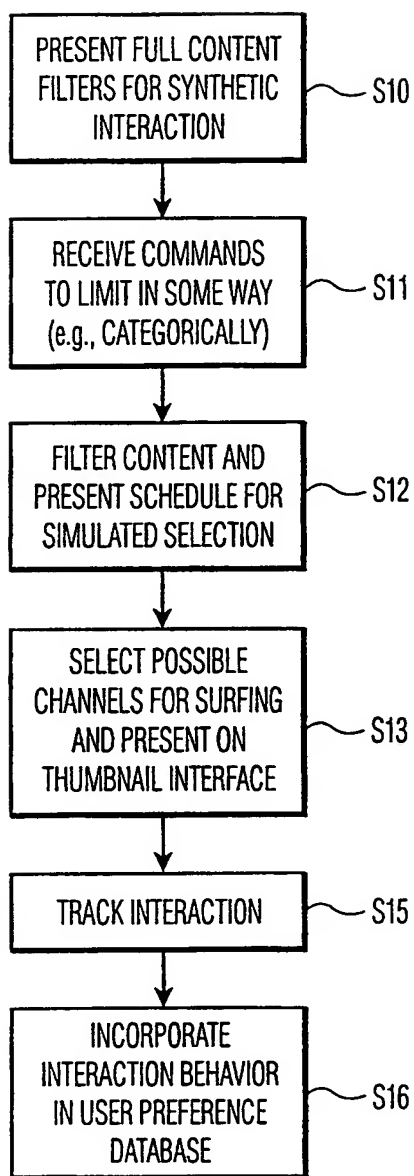 PRESENT FULL CONTENT
FILTERS FOR SYNTHETIC
INTERACTION
S10
RECEIVE COMMANDS
TO LIMIT IN SOME WAY
(e.g., CATEGORICALLY)
S11
FILTER CONTENT AND
PRESENT SCHEDULE FOR
SIMULATED SELECTION
S12
SELECT POSSIBLE
CHANNELS FOR SURFING
AND PRESENT ON
THUMBNAIL INTERFACE
S13
TRACK INTERACTION
S15
INCORPORATE
INTERACTION BEHAVIOR
IN USER PREFERENCE
DATABASE
S16